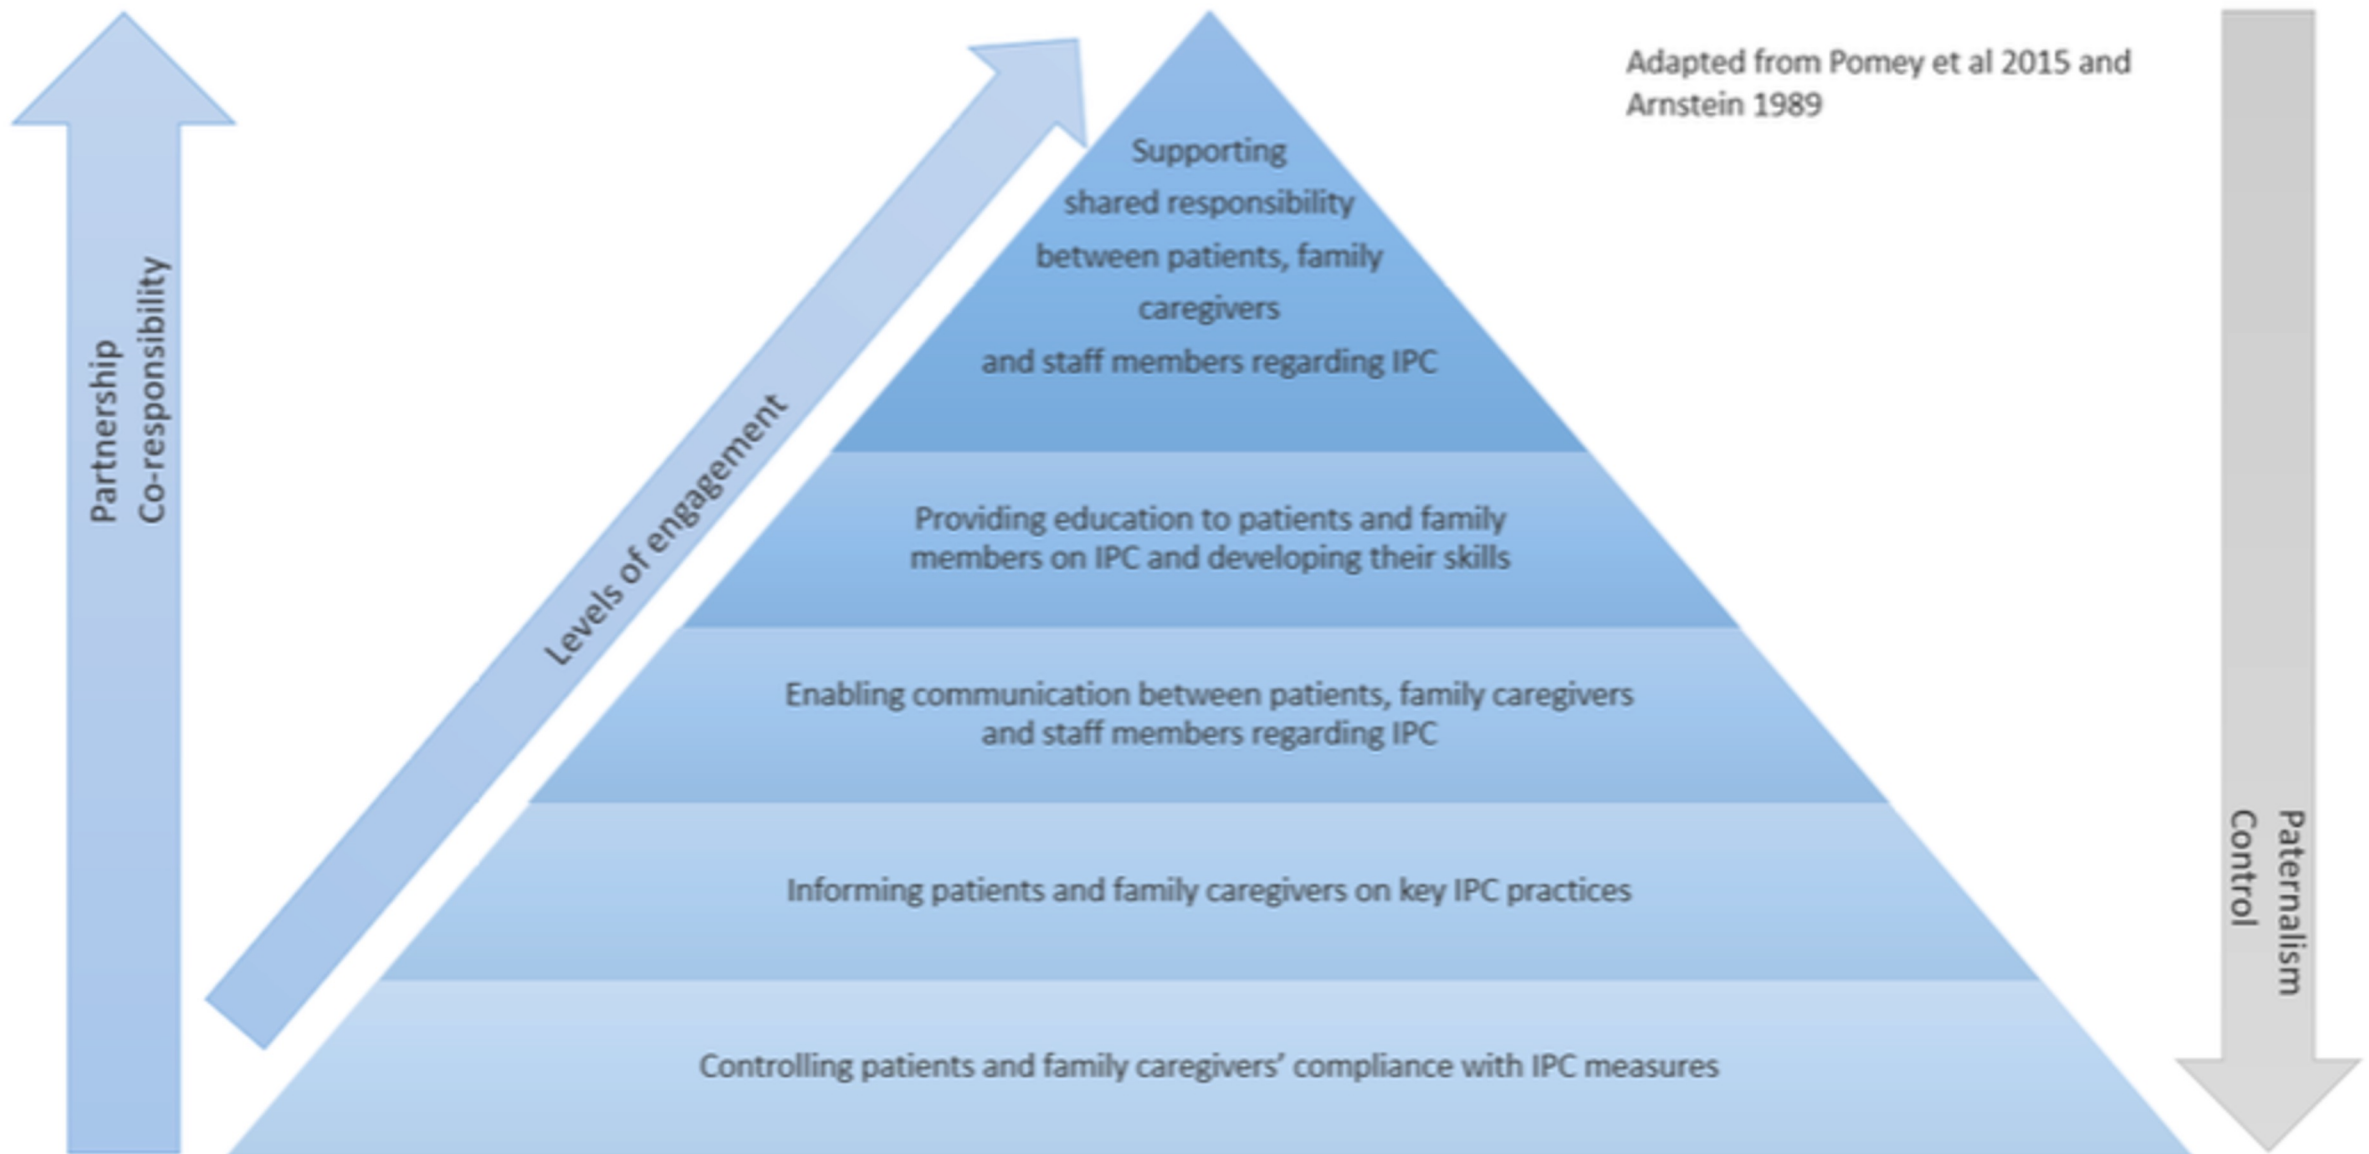 Adapted from Pomey et al 2015 and
Arnstein 1989
Partnership
Co-responsibility
Levels of engagement
Supporting
shared responsibility
between patients, family
caregivers
and staff members regarding IPC
Providing education to patients and family
members on IPC and developing their skills
Enabling communication between patients, family caregivers
and staff members regarding IPC
Informing patients and family caregivers on key IPC practices
Controlling patients and family caregivers’ compliance with IPC measures
Paternalism
Control